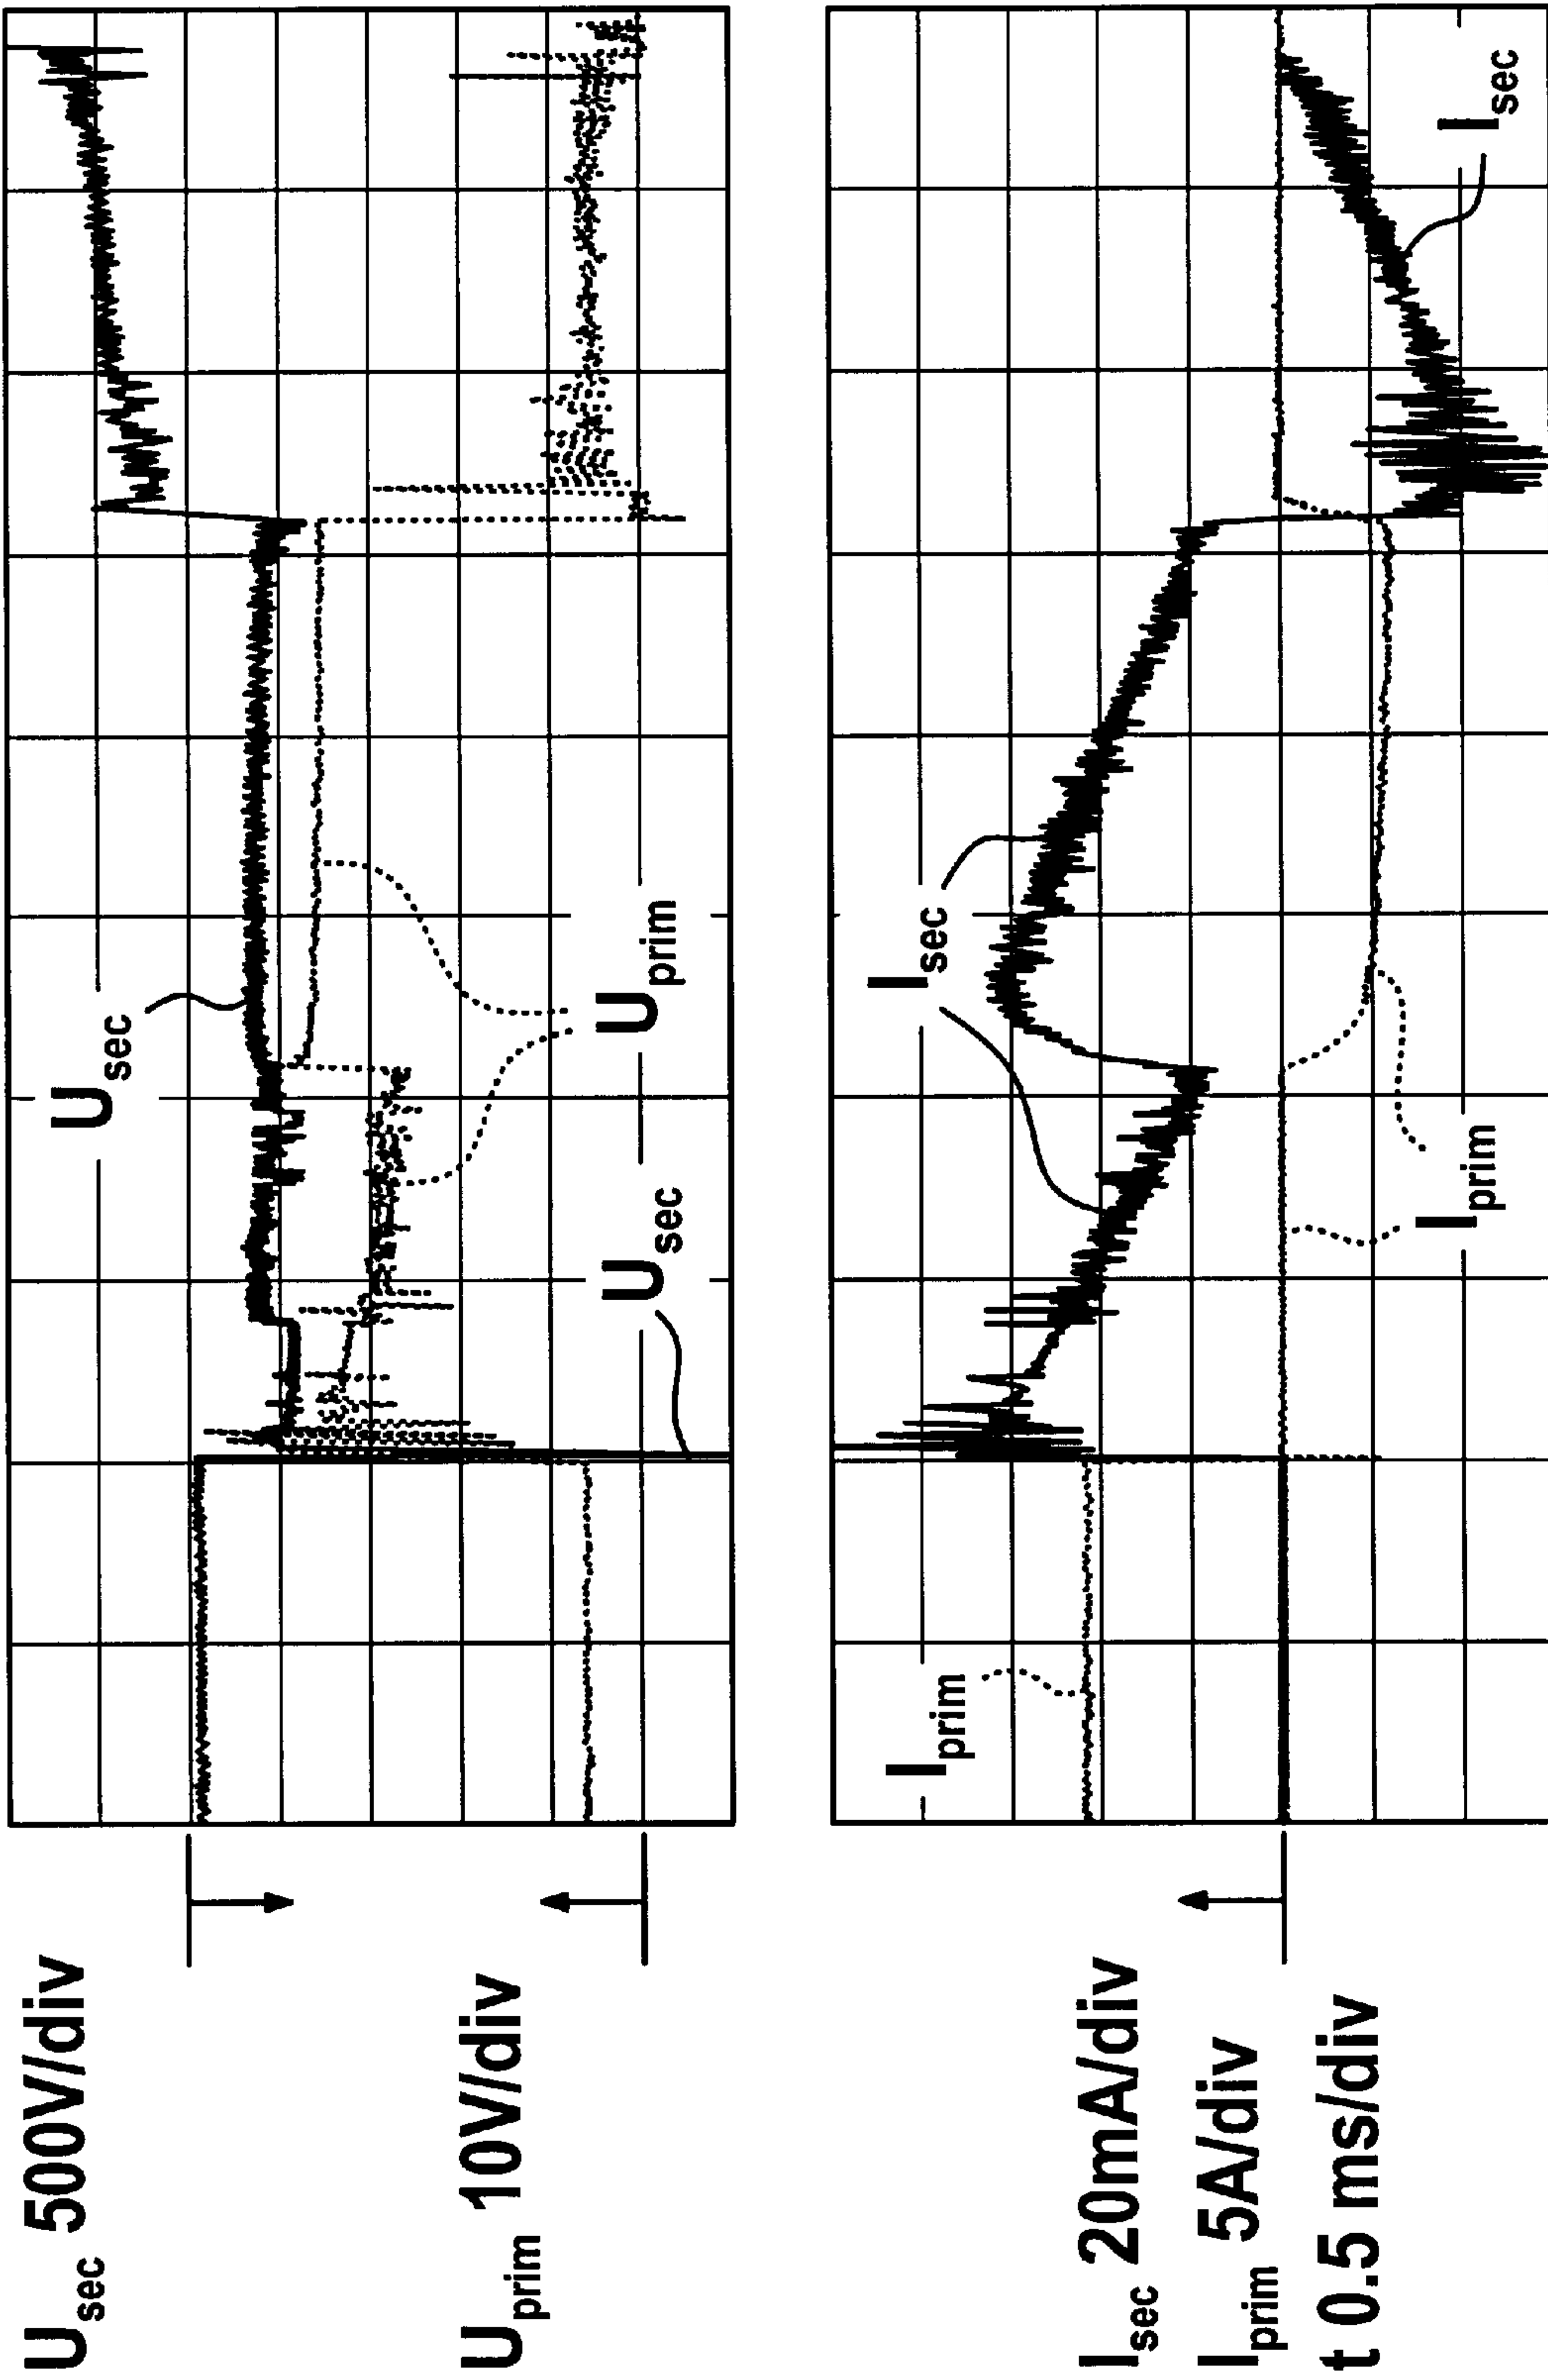 Usec 500V/div
Uprim 10V/div
Usec
Usec
Uprim
Isec 20mA/div
Iprim 5A/div
t 0.5 ms/div
Iprim
Isec
Iprim
Isec